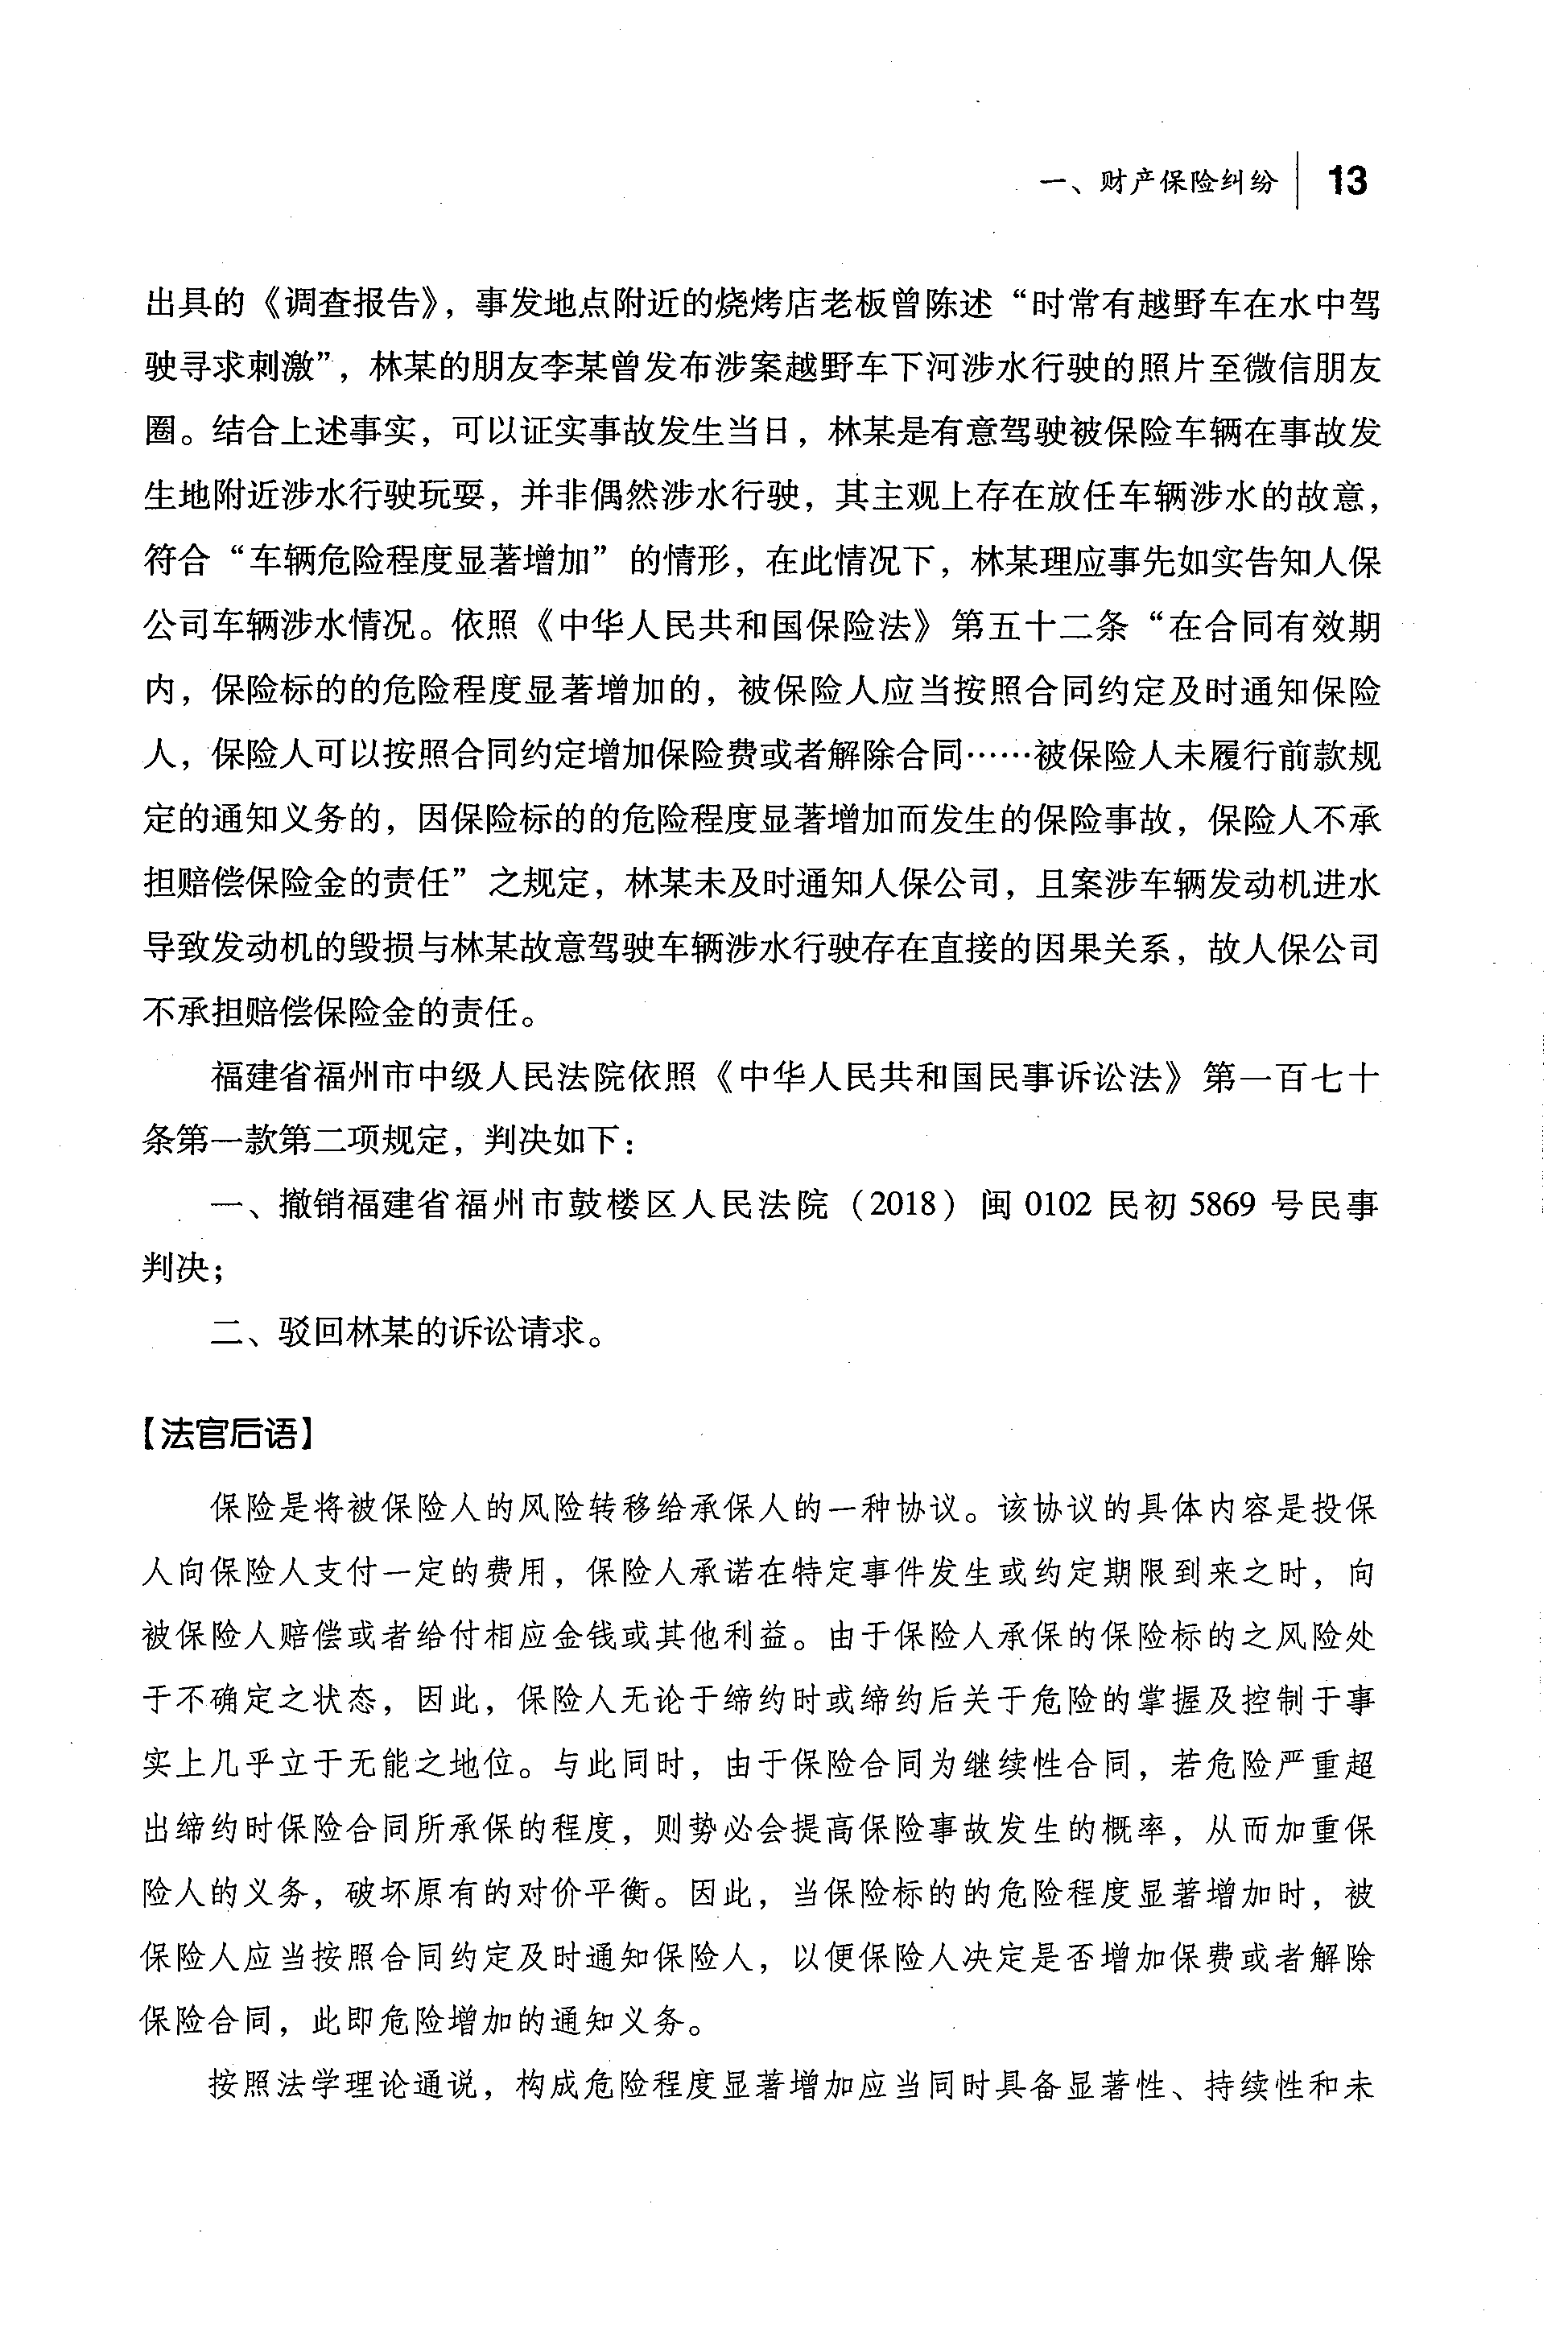 一、财产保险纠纷 13
出具的《调查报告》，事发地点附近的烧烤店老板曾陈述“时常有越野车在水中驾
驶寻求刺激”，林某的朋友李某曾发布涉案越野车下河涉水行驶的照片至微信朋友
圈。结合上述事实，可以证实事故发生当日，林某是有意驾驶被保险车辆在事故发
生地附近涉水行驶玩耍，并非偶然涉水行驶，其主观上存在放任车辆涉水的故意，
符合“车辆危险程度显著增加”的情形，在此情况下，林某理应事先如实告知人保
公司车辆涉水情况。依照《中华人民共和国保险法》第五十二条“在合同有效期
内，保险标的的危险程度显著增加的，被保险人应当按照合同约定及时通知保险
人，保险人可以按照合同约定增加保险费或者解除合同……被保险人未履行前款规
定的通知义务的，因保险标的的危险程度显著增加而发生的保险事故，保险人不承
担赔偿保险金的责任”之规定，林某未及时通知人保公司，且案涉车辆发动机进水
导致发动机的毁损与林某故意驾驶车辆涉水行驶存在直接的因果关系，故人保公司
不承担赔偿保险金的责任。
福建省福州市中级人民法院依照《中华人民共和国民事诉讼法》第一百七十
条第一款第二项规定，判决如下：
一、撤销福建省福州市鼓楼区人民法院（2018）闽 0102 民初 5869 号民事
判决；
二、驳回林某的诉讼请求。
【法官后语】
保险是将被保险人的风险转移给承保人的一种协议。该协议的具体内容是投保
人向保险人支付一定的费用，保险人承诺在特定事件发生或约定期限到来之时，向
被保险人赔偿或者给付相应金钱或其他利益。由于保险人承保的保险标的之风险处
于不确定之状态，因此，保险人无论于缔约时或缔约后关于危险的掌握及控制于事
实上几乎立于无能之地位。与此同时，由于保险合同为继续性合同，若危险严重超
出缔约时保险合同所承保的程度，则势必会提高保险事故发生的概率，从而加重保
险人的义务，破坏原有的对价平衡。因此，当保险标的的危险程度显著增加时，被
保险人应当按照合同约定及时通知保险人，以便保险人决定是否增加保费或者解除
保险合同，此即危险增加的通知义务。
按照法学理论通说，构成危险程度显著增加应当同时具备显著性、持续性和未